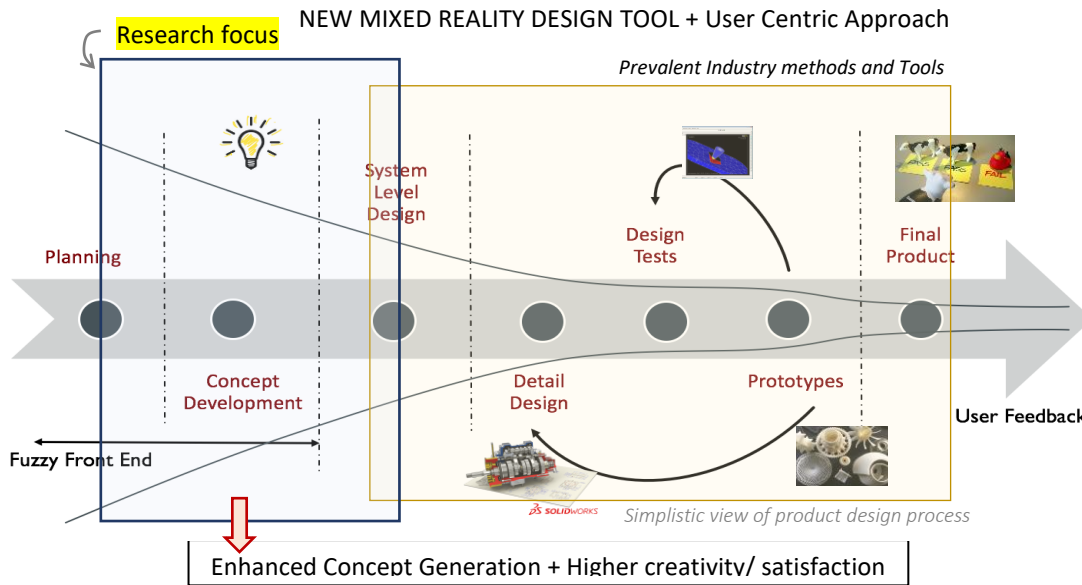 NEW MIXED REALITY DESIGN TOOL + User Centric Approach
Research focus
Prevalent Industry methods and Tools
System
Level
Design
FAIL
Planning
Design
Tests
Final
Product
Concept
Development
Detail
Design
Prototypes
User Feedback
Fuzzy Front End
SOLIDWORKS
Simplistic view of product design process
Enhanced Concept Generation + Higher creativity/ satisfaction